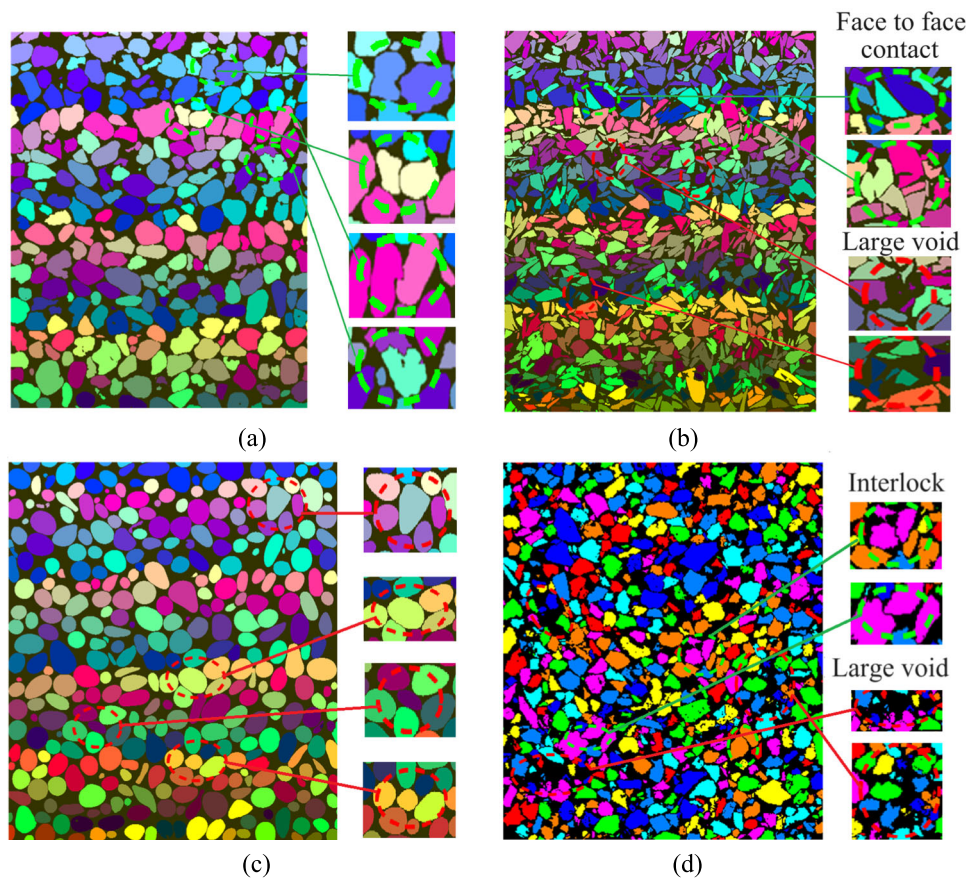 Face to face
contact
Large void
(a)
(b)
Interlock
Large void
(c)
(d)